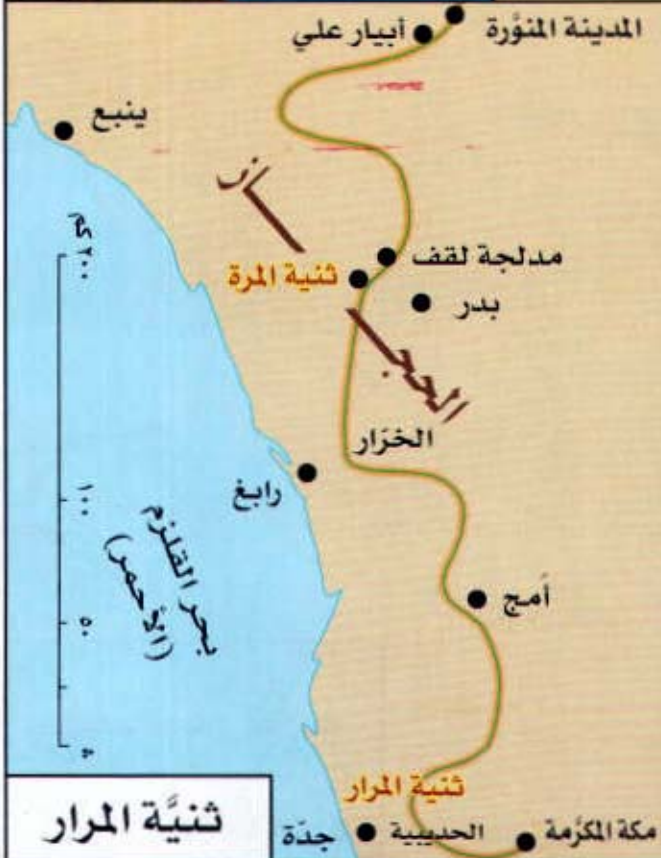 المدينة المنوَّرة
أبيار علي
ينبع
مدلجة لقف
ثنية المرة
بدر
الحجــاز
الخرّار
رابغ
أمج
بحر القلزم
(الأحمر)
٢٠٠ كم
١٠٠
٥٠
٠
ثنية المرار
مكة المكرَّمة
الحديبية
جدّة
ثنيَّة المرار